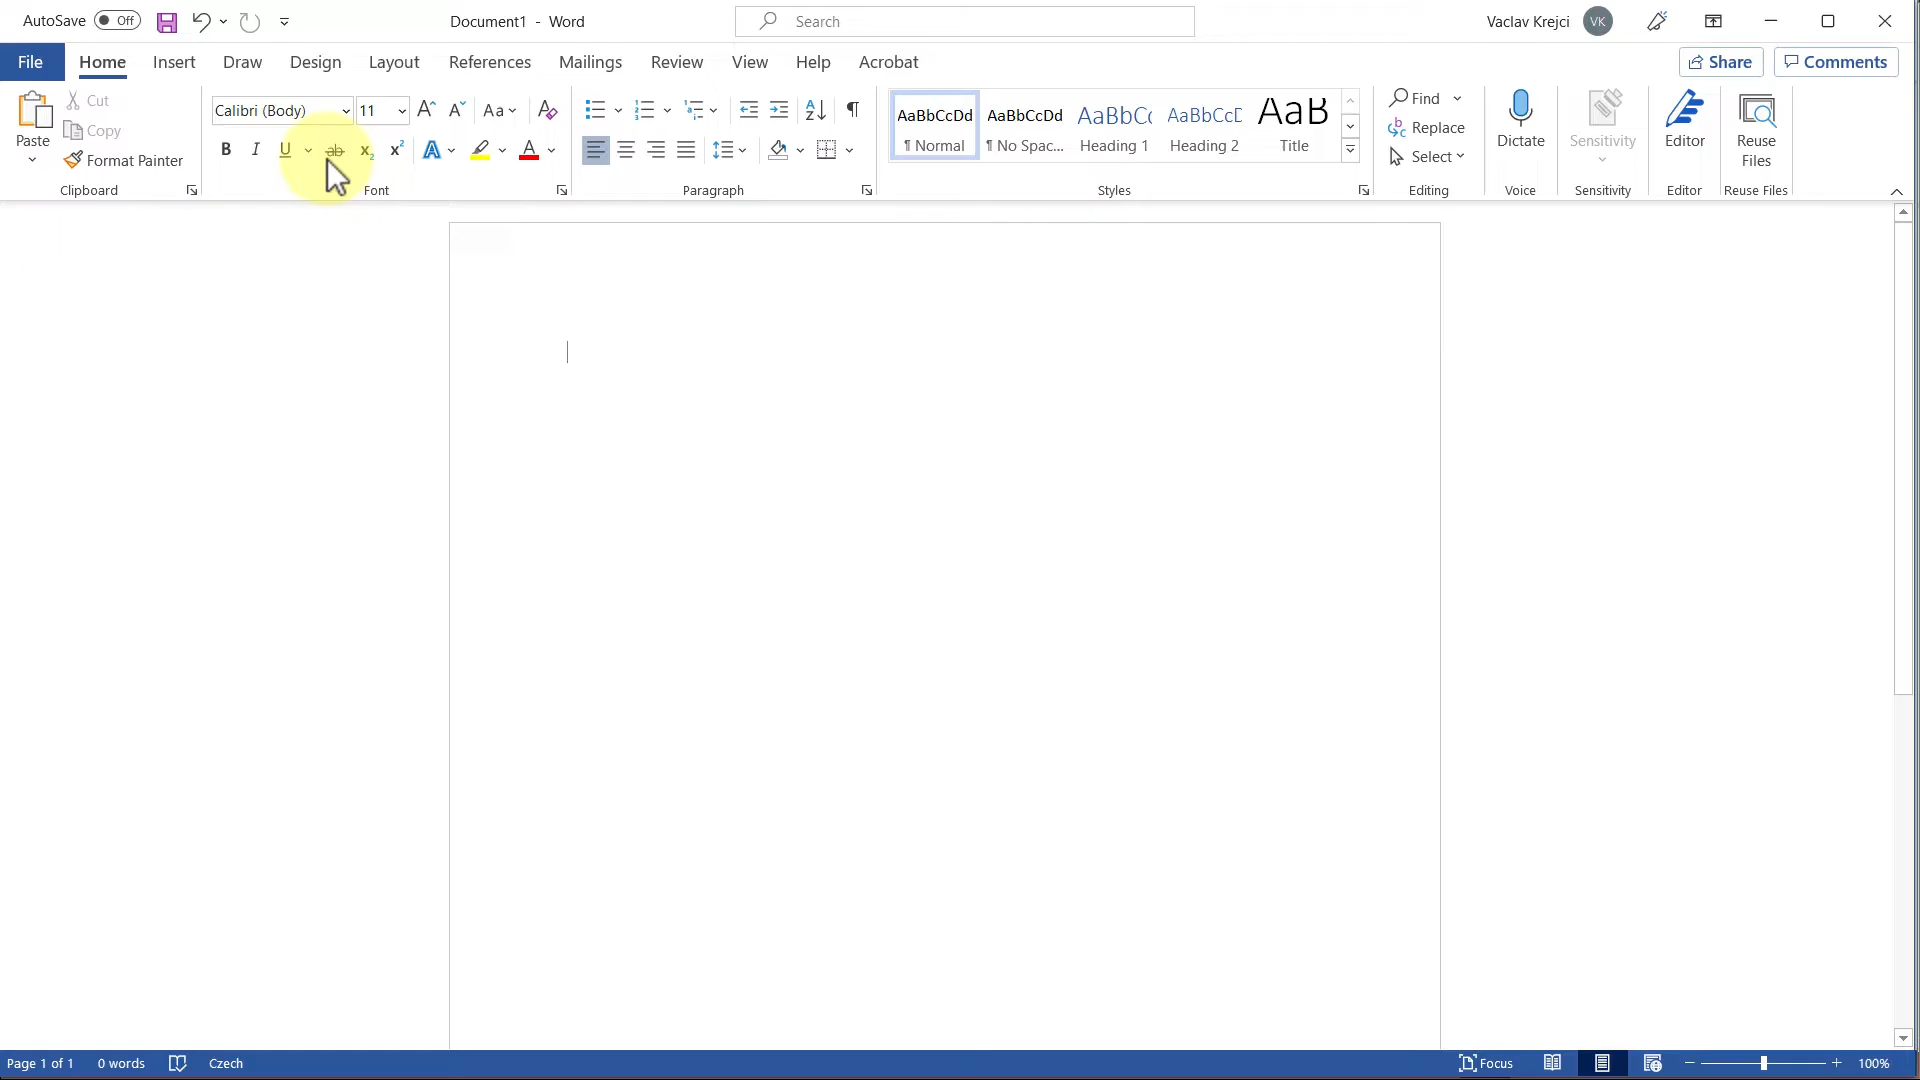 AutoSave Off Document1 - Word Search Vaclav Krejci VK
File Home Insert Draw Design Layout References Mailings Review View Help Acrobat Share Comments
Paste
Cut
Copy
Format Painter
Clipboard
Calibri (Body) 11 A A Aa A
B I U ab x2 x2 A A
Font
A Z ¶
Paragraph
AaBbCcDd AaBbCcDd AaBbCc AaBbCcD AaB
¶ Normal ¶ No Spac... Heading 1 Heading 2 Title
Styles
Find
Replace
Select
Editing
Dictate
Voice
Sensitivity
Sensitivity
Editor
Editor
Reuse
Files
Reuse Files
Page 1 of 1 0 words Czech Focus 100%